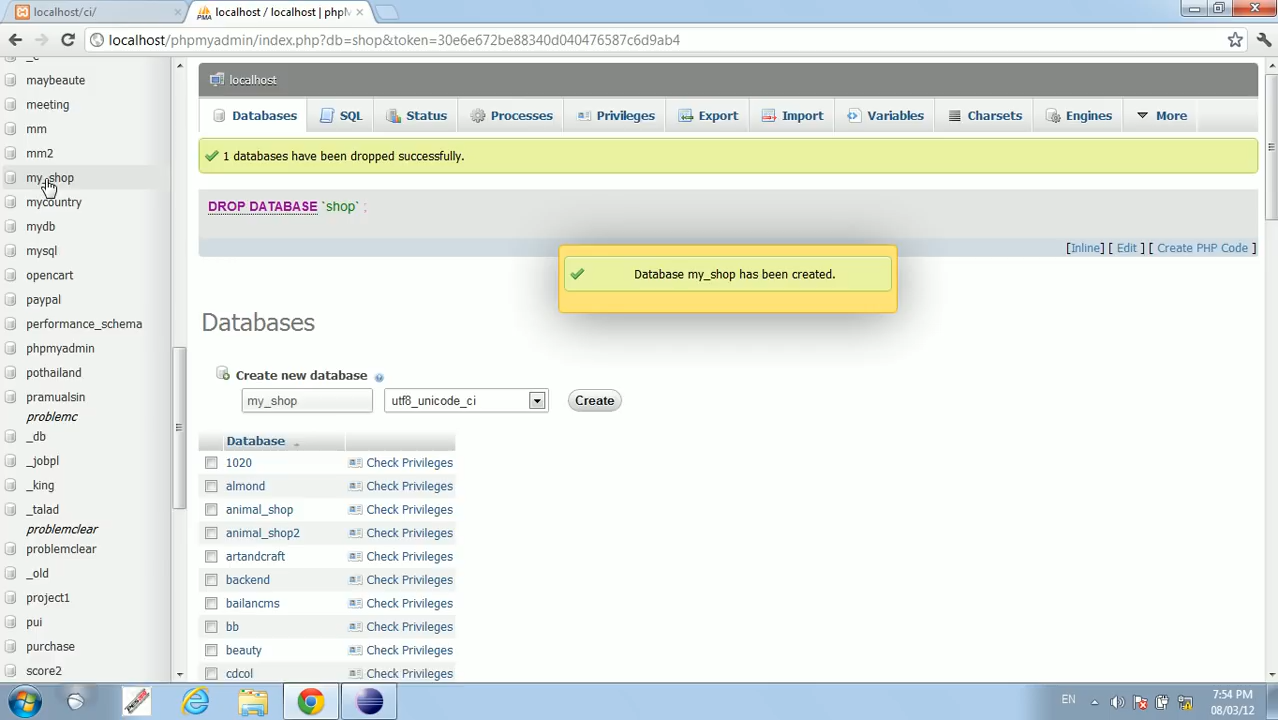 localhost/ci/
localhost / localhost | phpM
localhost/phpmyadmin/index.php?db=shop&token=30e6e672be88340d040476587c6d9ab4
_c
maybeaute
meeting
mm
mm2
my_shop
mycountry
mydb
mysql
opencart
paypal
performance_schema
phpmyadmin
pothailand
pramualsin
problemc
_db
_jobpl
_king
_talad
problemclear
problemclear
_old
project1
pui
purchase
score2
localhost
Databases SQL Status Processes Privileges Export Import Variables Charsets Engines More
1 databases have been dropped successfully.
DROP DATABASE `shop` ;
[Inline] [ Edit ] [ Create PHP Code ]
Database my_shop has been created.
Databases
Create new database
my_shop utf8_unicode_ci Create
Database
1020 Check Privileges
almond Check Privileges
animal_shop Check Privileges
animal_shop2 Check Privileges
artandcraft Check Privileges
backend Check Privileges
bailancms Check Privileges
bb Check Privileges
beauty Check Privileges
cdcol Check Privileges
EN
7:54 PM
08/03/12